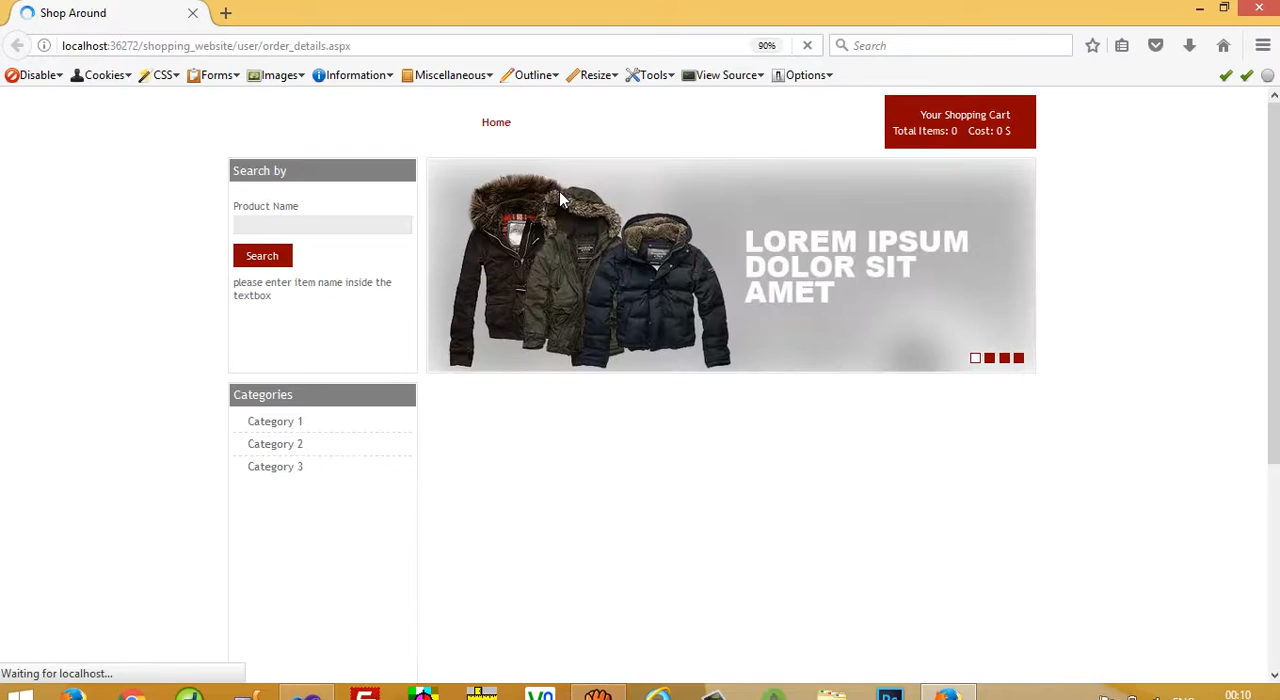 Shop Around
localhost:36272/shopping_website/user/order_details.aspx
90%
Search
Disable
Cookies
CSS
Forms
Images
Information
Miscellaneous
Outline
Resize
Tools
View Source
Options
Home
Your Shopping Cart
Total Items: 0 Cost: 0 $
Search by
Product Name
Search
please enter item name inside the
textbox
LOREM IPSUM
DOLOR SIT
AMET
Categories
Category 1
Category 2
Category 3
Waiting for localhost...
00:10